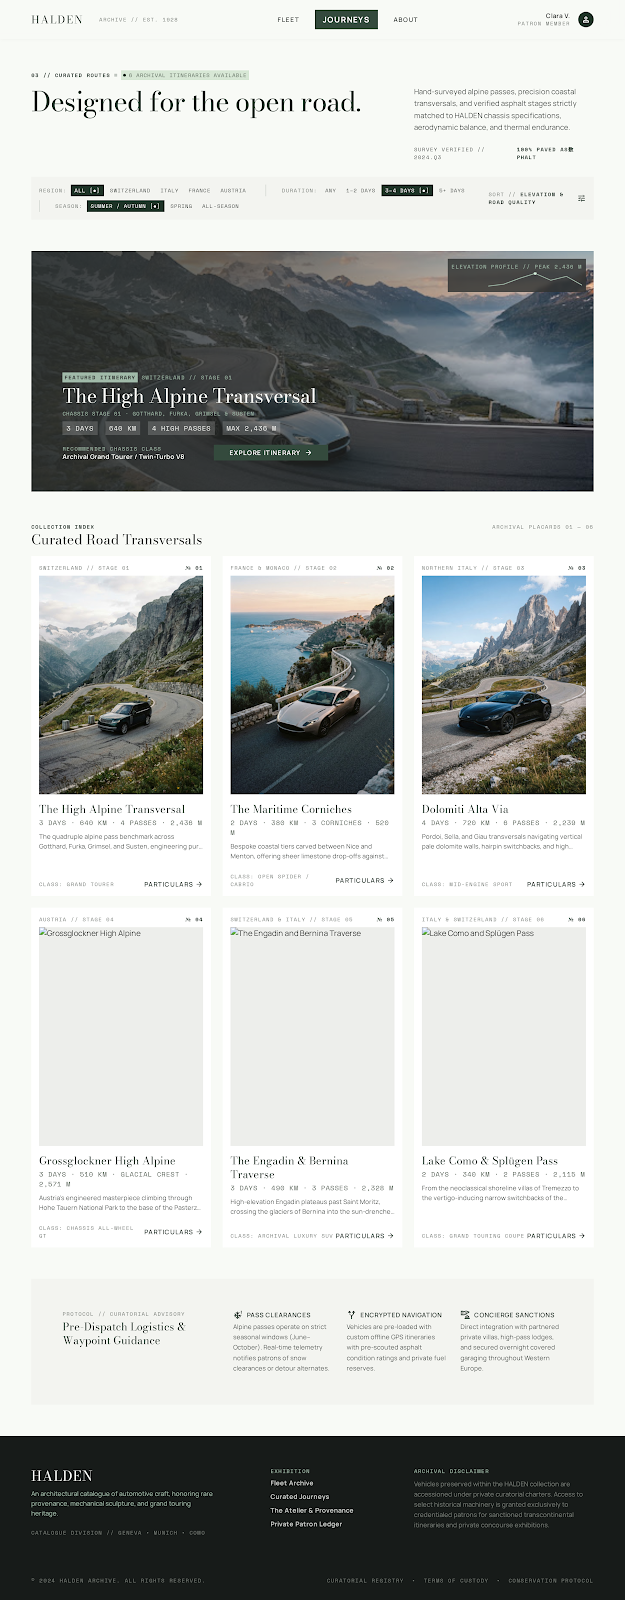 HALDEN
ARCHIVE // EST. 1928
FLEET
JOURNEYS
ABOUT
Clara V.
PATRON MEMBER
03 // CURATED ROUTES
6 ARCHIVAL ITINERARIES AVAILABLE
Designed for the open road.
Hand-surveyed alpine passes, precision coastal
transversals, and verified asphalt stages strictly
matched to HALDEN chassis specifications,
aerodynamic balance, and thermal endurance.
SURVEY VERIFIED //
2024.Q3
100% PAVED
PHALT
REGION:
ALL [●]
SWITZERLAND
ITALY
FRANCE
AUSTRIA
DURATION:
ANY
1–2 DAYS
3–4 DAYS [●]
5+ DAYS
SEASON:
SUMMER / AUTUMN [●]
SPRING
ALL-SEASON
SORT // ELEVATION &
ROAD QUALITY
ELEVATION PROFILE // PEAK 2,436 M
FEATURED ITINERARY
SWITZERLAND // STAGE 01
The High Alpine Transversal
CHASSIS STAGE 01 · GOTTHARD, FURKA, GRIMSEL & SUSTEN
3 DAYS
640 KM
4 HIGH PASSES
MAX 2,436 M
RECOMMENDED CHASSIS CLASS
Archival Grand Tourer / Twin-Turbo V8
EXPLORE ITINERARY →
COLLECTION INDEX
Curated Road Transversals
ARCHIVAL PLACARDS 01 — 06
SWITZERLAND // STAGE 01
№ 01
The High Alpine Transversal
3 DAYS · 640 KM · 4 PASSES · 2,436 M
The quadruple alpine pass benchmark across
Gotthard, Furka, Grimsel, and Susten, engineering pur...
CLASS: GRAND TOURER
PARTICULARS →
FRANCE & MONACO // STAGE 02
№ 02
The Maritime Corniches
2 DAYS · 380 KM · 3 CORNICHES · 520
M
Bespoke coastal tiers carved between Nice and
Menton, offering sheer limestone drop-offs against...
CLASS: OPEN SPIDER /
CABRIO
PARTICULARS →
NORTHERN ITALY // STAGE 03
№ 03
Dolomiti Alta Via
4 DAYS · 720 KM · 6 PASSES · 2,239 M
Pordoi, Sella, and Giau transversals navigating vertical
pale dolomite walls, hairpin switchbacks, and high...
CLASS: MID-ENGINE SPORT
PARTICULARS →
AUSTRIA // STAGE 04
№ 04
Grossglockner High Alpine
Grossglockner High Alpine
3 DAYS · 510 KM · GLACIAL CREST ·
2,571 M
Austria's engineered masterpiece climbing through
Hohe Tauern National Park to the base of the Pasterz...
CLASS: CHASSIS ALL-WHEEL
GT
PARTICULARS →
SWITZERLAND & ITALY // STAGE 05
№ 05
The Engadin and Bernina Traverse
The Engadin & Bernina
Traverse
3 DAYS · 490 KM · 3 PASSES · 2,328 M
High-elevation Engadin plateaus past Saint Moritz,
crossing the glaciers of Bernina into the sun-drenche...
CLASS: ARCHIVAL LUXURY SUV
PARTICULARS →
ITALY & SWITZERLAND // STAGE 06
№ 06
Lake Como and Splügen Pass
Lake Como & Splügen Pass
2 DAYS · 340 KM · 2 PASSES · 2,115 M
From the neoclassical shoreline villas of Tremezzo to
the vertigo-inducing narrow switchbacks of the...
CLASS: GRAND TOURING COUPE
PARTICULARS →
PROTOCOL // CURATORIAL ADVISORY
Pre-Dispatch Logistics &
Waypoint Guidance
PASS CLEARANCES
Alpine passes operate on strict
seasonal windows (June–
October). Real-time telemetry
notifies patrons of snow
clearances or detour alternates.
ENCRYPTED NAVIGATION
Vehicles are pre-loaded with
custom offline GPS itineraries
with pre-scouted asphalt
condition ratings and private fuel
reserves.
CONCIERGE SANCTIONS
Direct integration with partnered
private villas, high-pass lodges,
and secured overnight covered
garaging throughout Western
Europe.
HALDEN
An architectural catalogue of automotive craft, honoring rare
provenance, mechanical sculpture, and grand touring
heritage.
CATALOGUE DIVISION // GENEVA • MUNICH • COMO
EXHIBITION
Fleet Archive
Curated Journeys
The Atelier & Provenance
Private Patron Ledger
ARCHIVAL DISCLAIMER
Vehicles preserved within the HALDEN collection are
accessioned under private curatorial charters. Access to
select historical machinery is granted exclusively to
credentialed patrons for sanctioned transcontinental
itineraries and private concourse exhibitions.
© 2024 HALDEN ARCHIVE. ALL RIGHTS RESERVED.
CURATORIAL REGISTRY • TERMS OF CUSTODY • CONSERVATION PROTOCOL